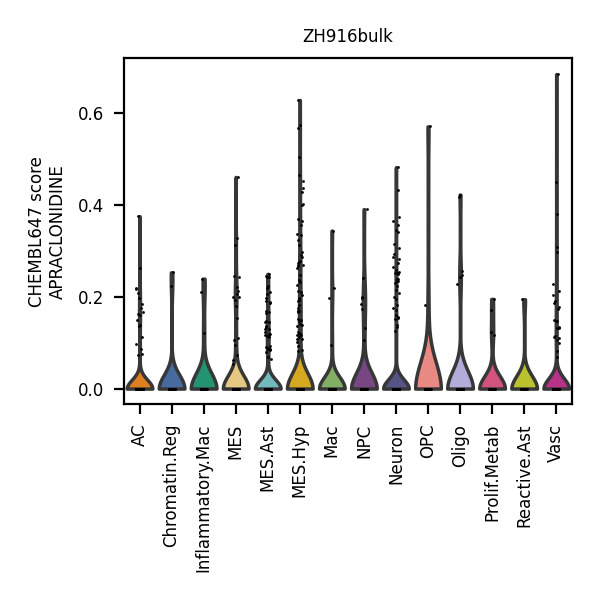 ZH916bulk
CHEMBL647 score
APRACLONIDINE
0.6
0.4
0.2
0.0
AC
Chromatin.Reg
Inflammatory.Mac
MES
MES.Ast
MES.Hyp
Mac
NPC
Neuron
OPC
Oligo
Prolif.Metab
Reactive.Ast
Vasc